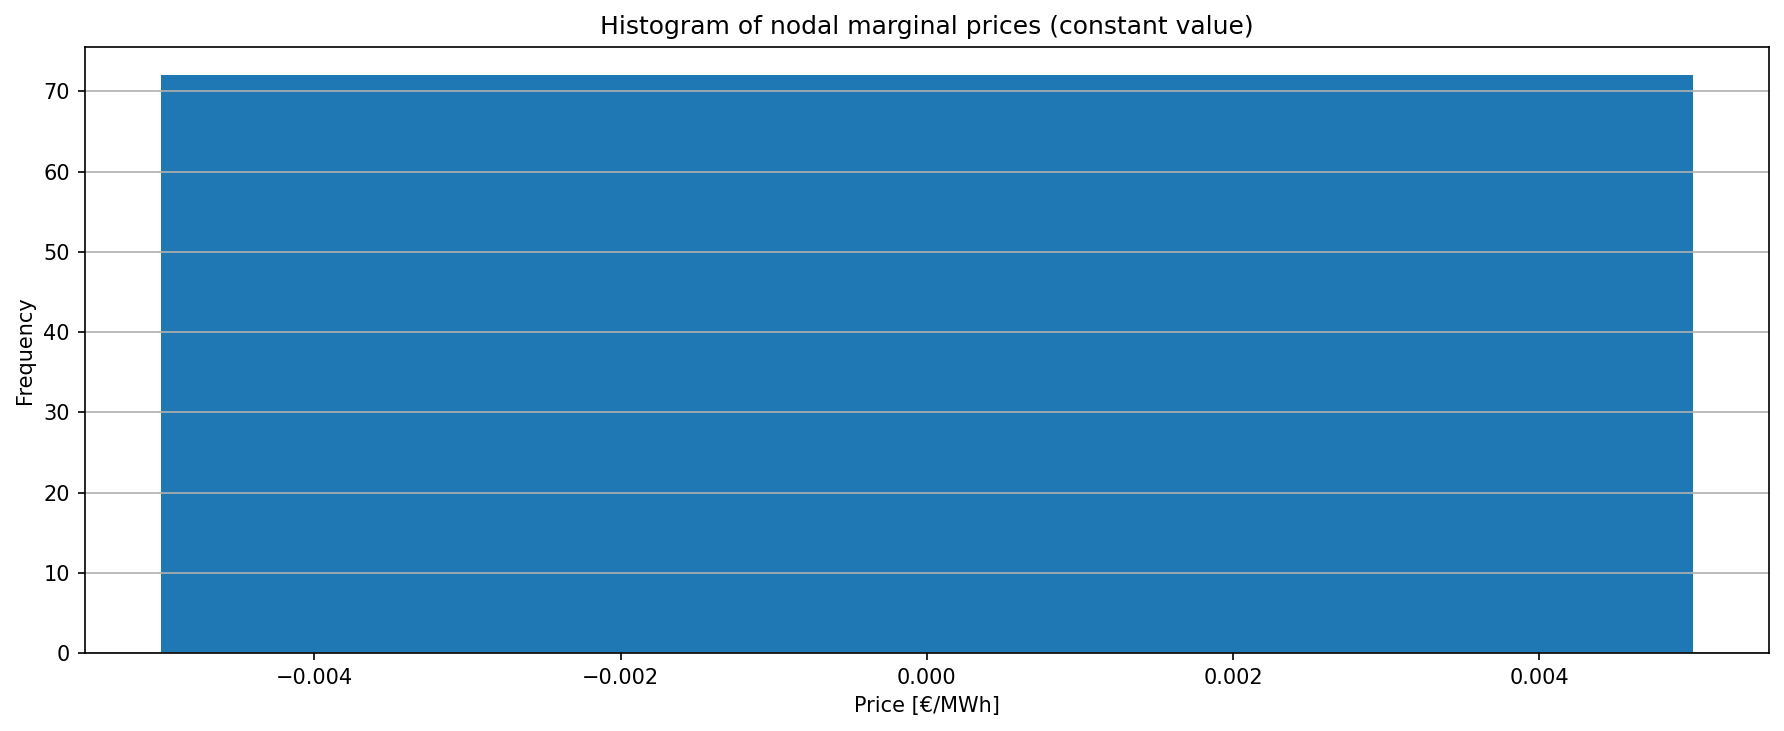 Histogram of nodal marginal prices (constant value)
70
60
50
40
30
20
10
0
Frequency
−0.004 −0.002 0.000 0.002 0.004
Price [€/MWh]